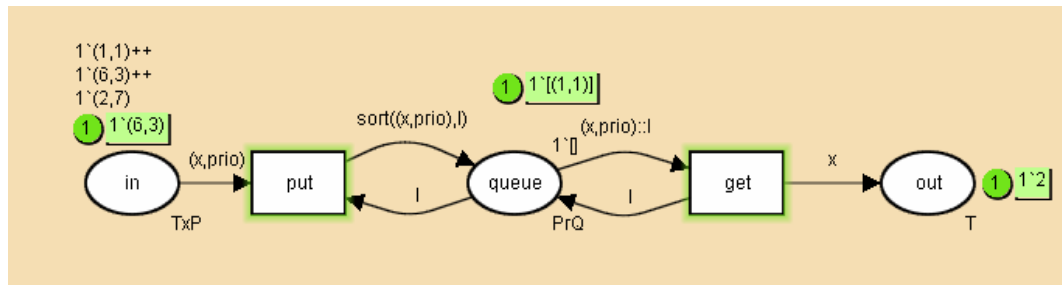 1`(1,1)++
1`(6,3)++
1`(2,7)
1 1`(6,3)
1 1`[(1,1)]
sort((x,prio),l)
(x,prio)::l
1`[]
(x,prio)
x
in
put
queue
get
out
1 1`2
l
l
TxP
PrQ
T